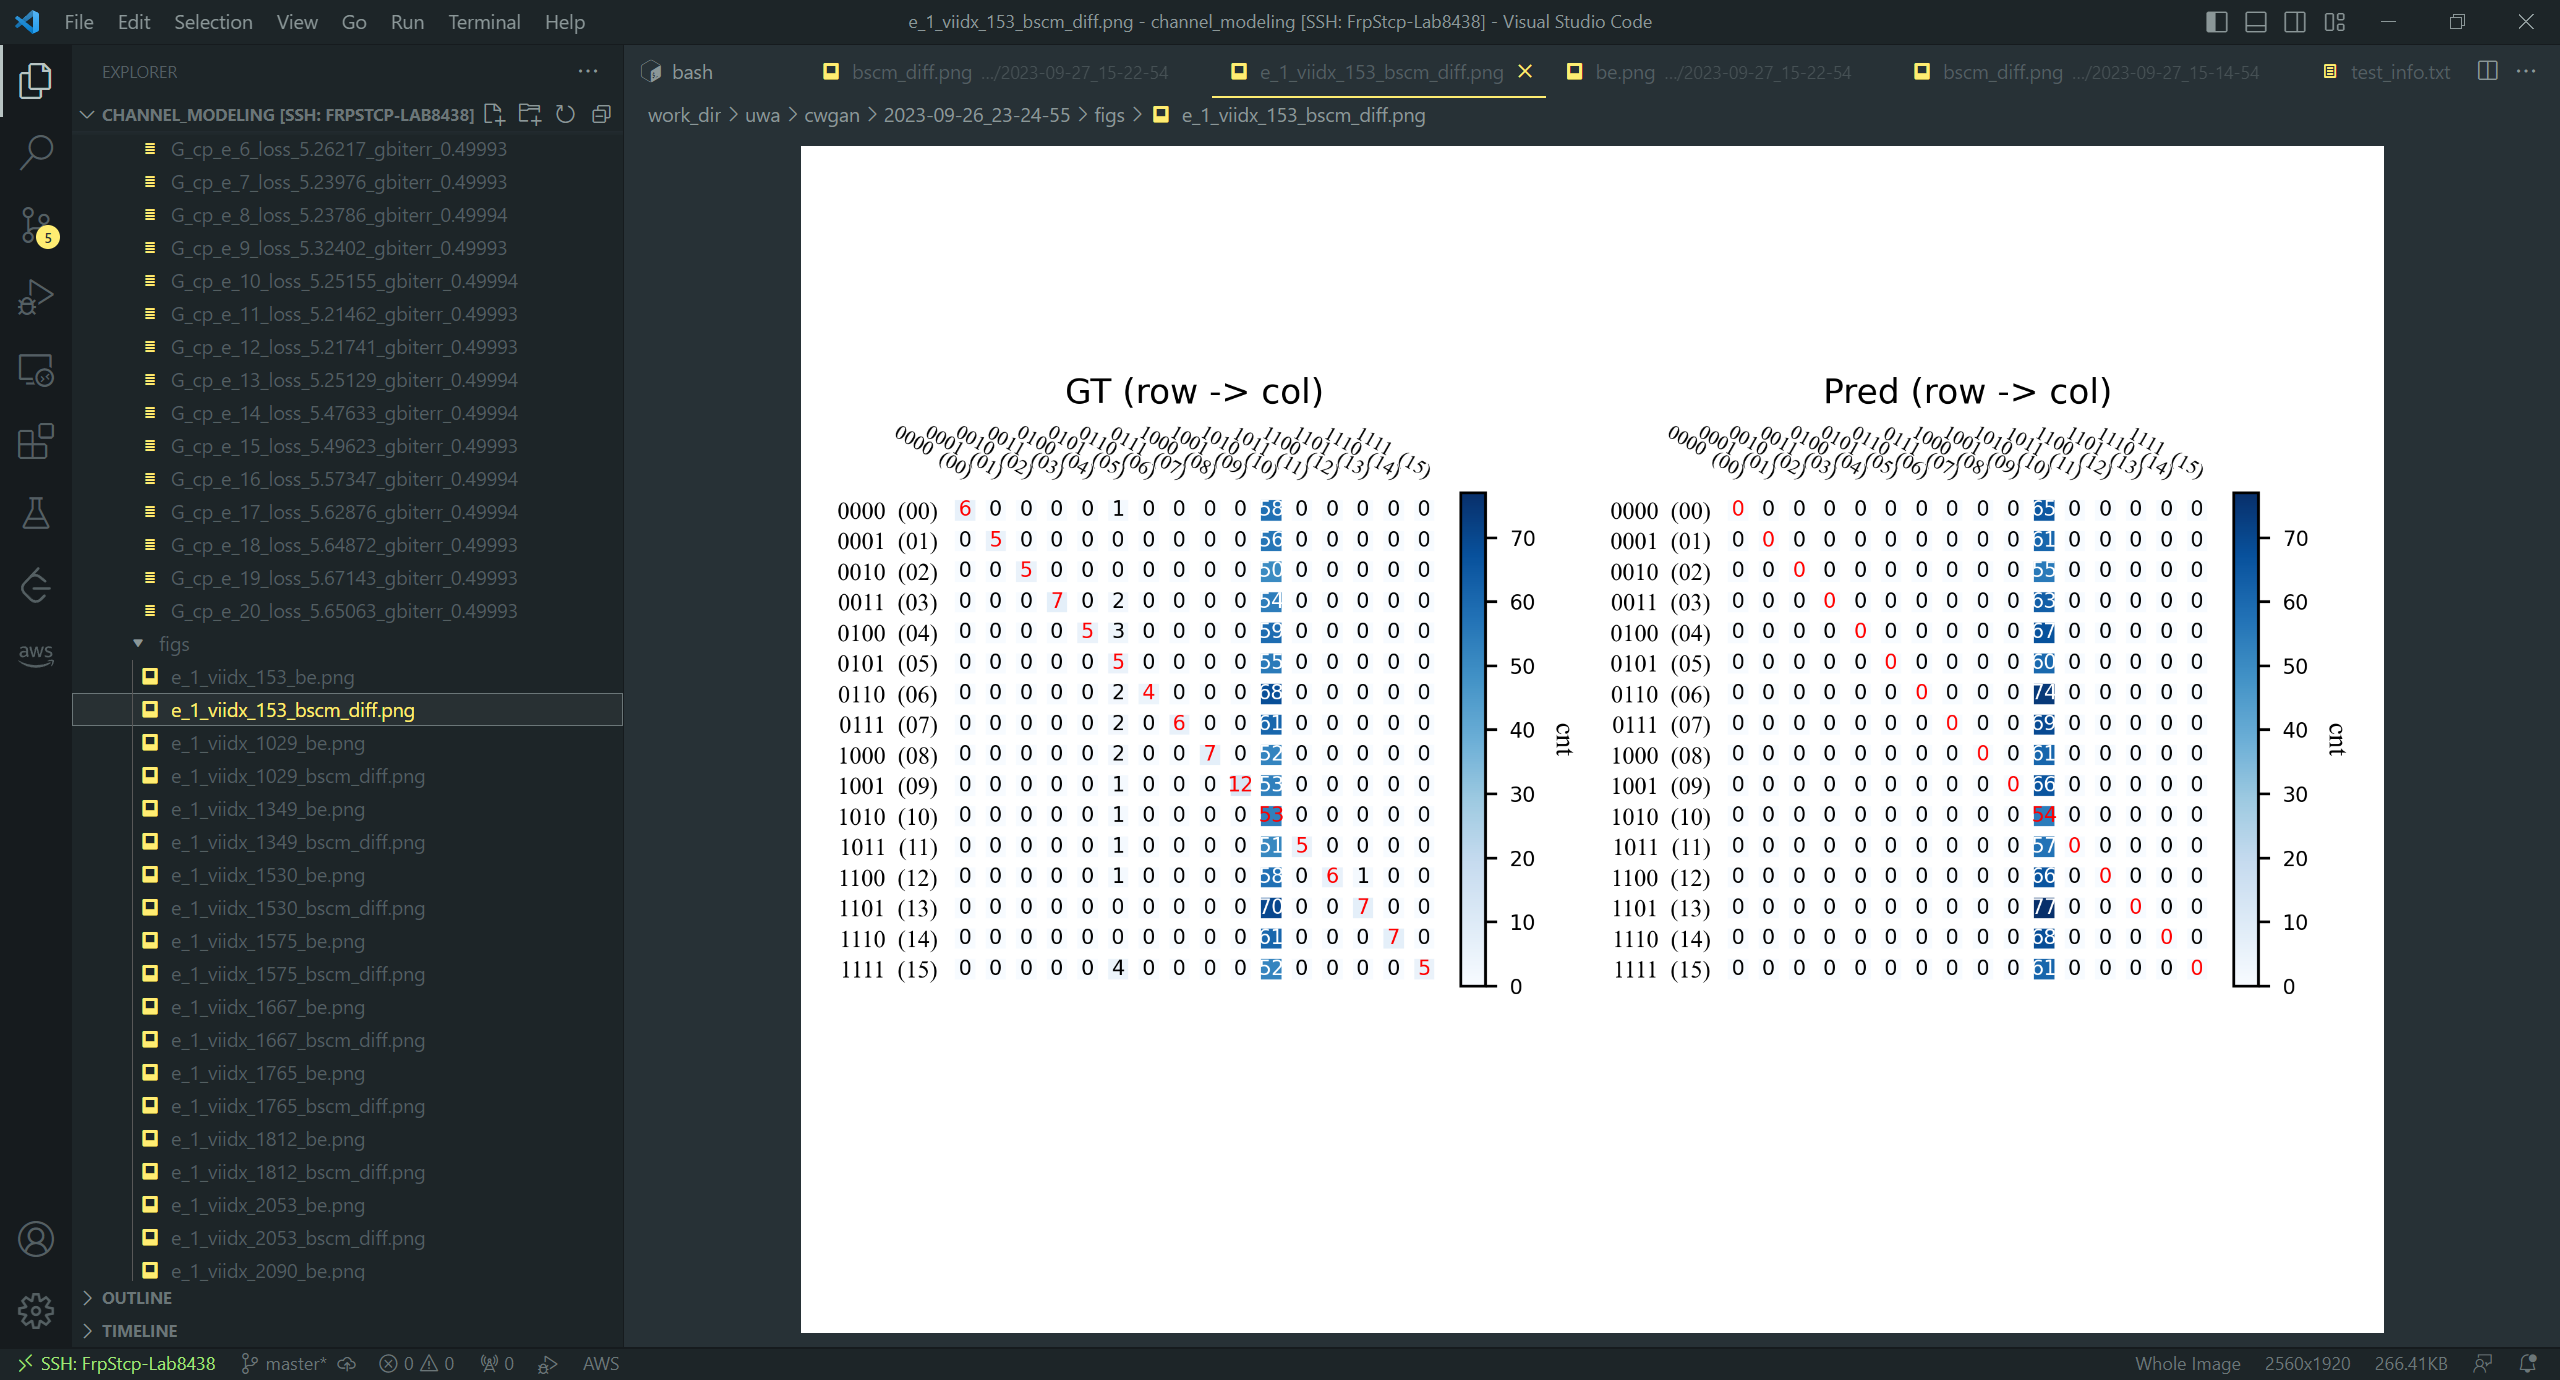 File Edit Selection View Go Run Terminal Help
e_1_viidx_153_bscm_diff.png - channel_modeling [SSH: FrpStcp-Lab8438] - Visual Studio Code
EXPLORER
CHANNEL_MODELING [SSH: FRPSTCP-LAB8438]
G_cp_e_6_loss_5.26217_gbiterr_0.49993
G_cp_e_7_loss_5.23976_gbiterr_0.49993
G_cp_e_8_loss_5.23786_gbiterr_0.49994
G_cp_e_9_loss_5.32402_gbiterr_0.49993
G_cp_e_10_loss_5.25155_gbiterr_0.49994
G_cp_e_11_loss_5.21462_gbiterr_0.49993
G_cp_e_12_loss_5.21741_gbiterr_0.49993
G_cp_e_13_loss_5.25129_gbiterr_0.49994
G_cp_e_14_loss_5.47633_gbiterr_0.49994
G_cp_e_15_loss_5.49623_gbiterr_0.49993
G_cp_e_16_loss_5.57347_gbiterr_0.49994
G_cp_e_17_loss_5.62876_gbiterr_0.49994
G_cp_e_18_loss_5.64872_gbiterr_0.49993
G_cp_e_19_loss_5.67143_gbiterr_0.49993
G_cp_e_20_loss_5.65063_gbiterr_0.49993
figs
e_1_viidx_153_be.png
e_1_viidx_153_bscm_diff.png
e_1_viidx_1029_be.png
e_1_viidx_1029_bscm_diff.png
e_1_viidx_1349_be.png
e_1_viidx_1349_bscm_diff.png
e_1_viidx_1530_be.png
e_1_viidx_1530_bscm_diff.png
e_1_viidx_1575_be.png
e_1_viidx_1575_bscm_diff.png
e_1_viidx_1667_be.png
e_1_viidx_1667_bscm_diff.png
e_1_viidx_1765_be.png
e_1_viidx_1765_bscm_diff.png
e_1_viidx_1812_be.png
e_1_viidx_1812_bscm_diff.png
e_1_viidx_2053_be.png
e_1_viidx_2053_bscm_diff.png
e_1_viidx_2090_be.png
OUTLINE
TIMELINE
5
aws
bash
bscm_diff.png .../2023-09-27_15-22-54
e_1_viidx_153_bscm_diff.png
be.png .../2023-09-27_15-22-54
bscm_diff.png .../2023-09-27_15-14-54
test_info.txt
work_dir > uwa > cwgan > 2023-09-26_23-24-55 > figs > e_1_viidx_153_bscm_diff.png
GT (row -> col)
0000 (00) 0001 (01) 0010 (02) 0011 (03) 0100 (04) 0101 (05) 0110 (06) 0111 (07) 1000 (08) 1001 (09) 1010 (10) 1011 (11) 1100 (12) 1101 (13) 1110 (14) 1111 (15)
0000 (00) 6 0 0 0 0 1 0 0 0 0 58 0 0 0 0 0
0001 (01) 0 5 0 0 0 0 0 0 0 0 56 0 0 0 0 0
0010 (02) 0 0 5 0 0 0 0 0 0 0 50 0 0 0 0 0
0011 (03) 0 0 0 7 0 2 0 0 0 0 54 0 0 0 0 0
0100 (04) 0 0 0 0 5 3 0 0 0 0 59 0 0 0 0 0
0101 (05) 0 0 0 0 0 5 0 0 0 0 55 0 0 0 0 0
0110 (06) 0 0 0 0 0 2 4 0 0 0 68 0 0 0 0 0
0111 (07) 0 0 0 0 0 2 0 6 0 0 61 0 0 0 0 0
1000 (08) 0 0 0 0 0 2 0 0 7 0 52 0 0 0 0 0
1001 (09) 0 0 0 0 0 1 0 0 0 12 53 0 0 0 0 0
1010 (10) 0 0 0 0 0 1 0 0 0 0 53 0 0 0 0 0
1011 (11) 0 0 0 0 0 1 0 0 0 0 51 5 0 0 0 0
1100 (12) 0 0 0 0 0 1 0 0 0 0 58 0 6 1 0 0
1101 (13) 0 0 0 0 0 0 0 0 0 0 70 0 0 7 0 0
1110 (14) 0 0 0 0 0 0 0 0 0 0 61 0 0 0 7 0
1111 (15) 0 0 0 0 0 4 0 0 0 0 52 0 0 0 0 5
70
60
50
40
30
20
10
0
cnt
Pred (row -> col)
0000 (00) 0001 (01) 0010 (02) 0011 (03) 0100 (04) 0101 (05) 0110 (06) 0111 (07) 1000 (08) 1001 (09) 1010 (10) 1011 (11) 1100 (12) 1101 (13) 1110 (14) 1111 (15)
0000 (00) 0 0 0 0 0 0 0 0 0 0 65 0 0 0 0 0
0001 (01) 0 0 0 0 0 0 0 0 0 0 61 0 0 0 0 0
0010 (02) 0 0 0 0 0 0 0 0 0 0 55 0 0 0 0 0
0011 (03) 0 0 0 0 0 0 0 0 0 0 63 0 0 0 0 0
0100 (04) 0 0 0 0 0 0 0 0 0 0 67 0 0 0 0 0
0101 (05) 0 0 0 0 0 0 0 0 0 0 60 0 0 0 0 0
0110 (06) 0 0 0 0 0 0 0 0 0 0 74 0 0 0 0 0
0111 (07) 0 0 0 0 0 0 0 0 0 0 69 0 0 0 0 0
1000 (08) 0 0 0 0 0 0 0 0 0 0 61 0 0 0 0 0
1001 (09) 0 0 0 0 0 0 0 0 0 0 66 0 0 0 0 0
1010 (10) 0 0 0 0 0 0 0 0 0 0 54 0 0 0 0 0
1011 (11) 0 0 0 0 0 0 0 0 0 0 57 0 0 0 0 0
1100 (12) 0 0 0 0 0 0 0 0 0 0 66 0 0 0 0 0
1101 (13) 0 0 0 0 0 0 0 0 0 0 77 0 0 0 0 0
1110 (14) 0 0 0 0 0 0 0 0 0 0 68 0 0 0 0 0
1111 (15) 0 0 0 0 0 0 0 0 0 0 61 0 0 0 0 0
70
60
50
40
30
20
10
0
cnt
SSH: FrpStcp-Lab8438 master* 0 0 0 AWS
Whole Image 2560x1920 266.41KB